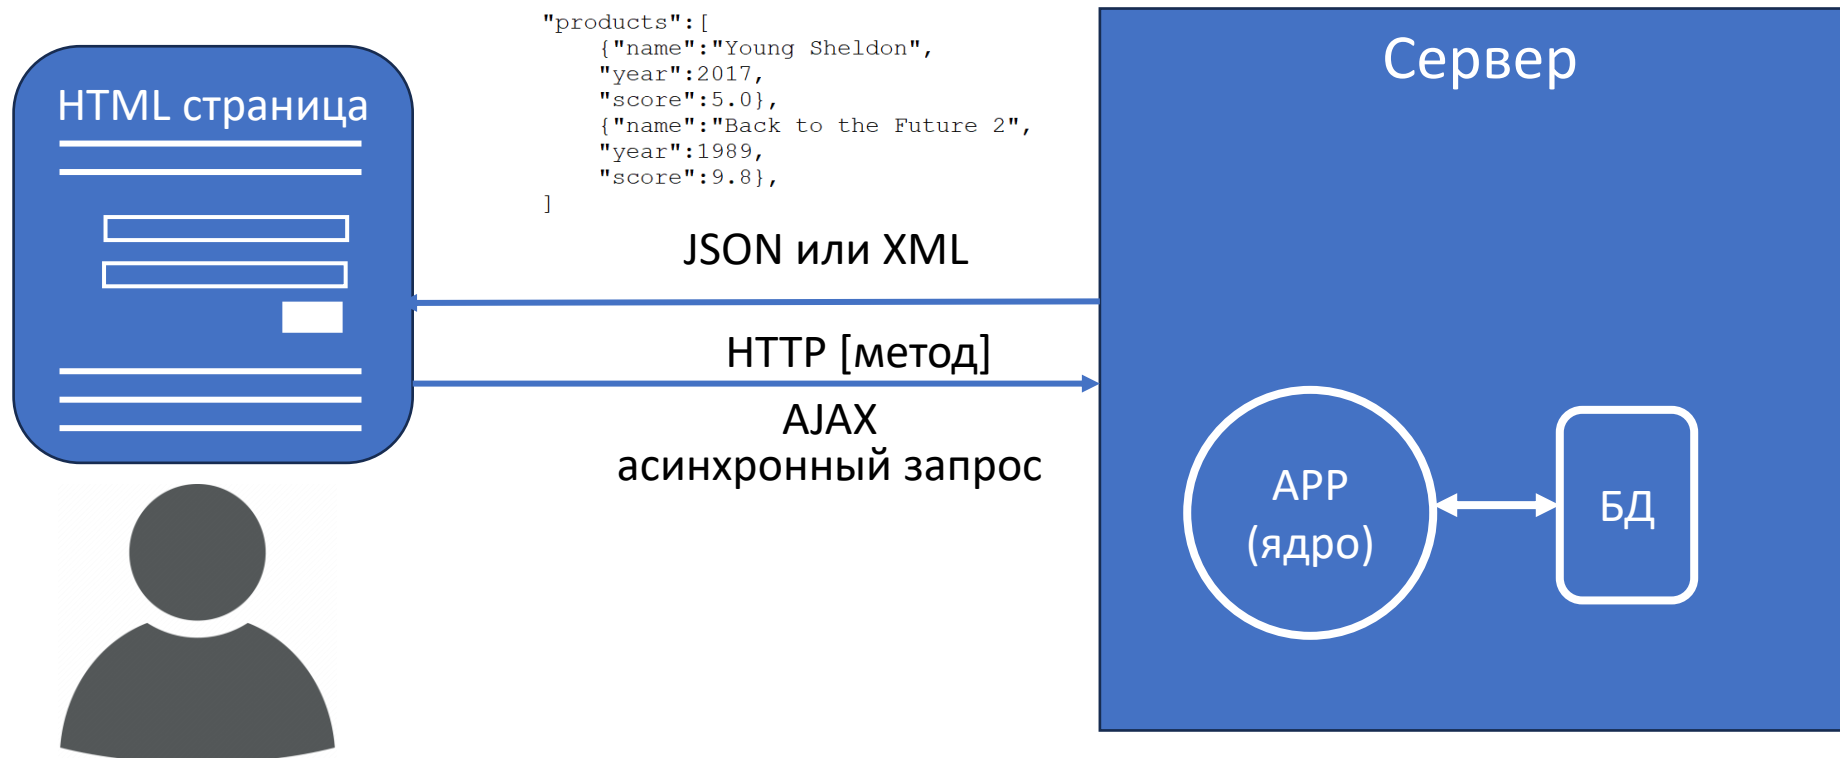 "products":[
{"name":"Young Sheldon",
"year":2017,
"score":5.0},
{"name":"Back to the Future 2",
"year":1989,
"score":9.8},
]
HTML страница
JSON или XML
HTTP [метод]
AJAX
асинхронный запрос
Сервер
APP
(ядро)
БД